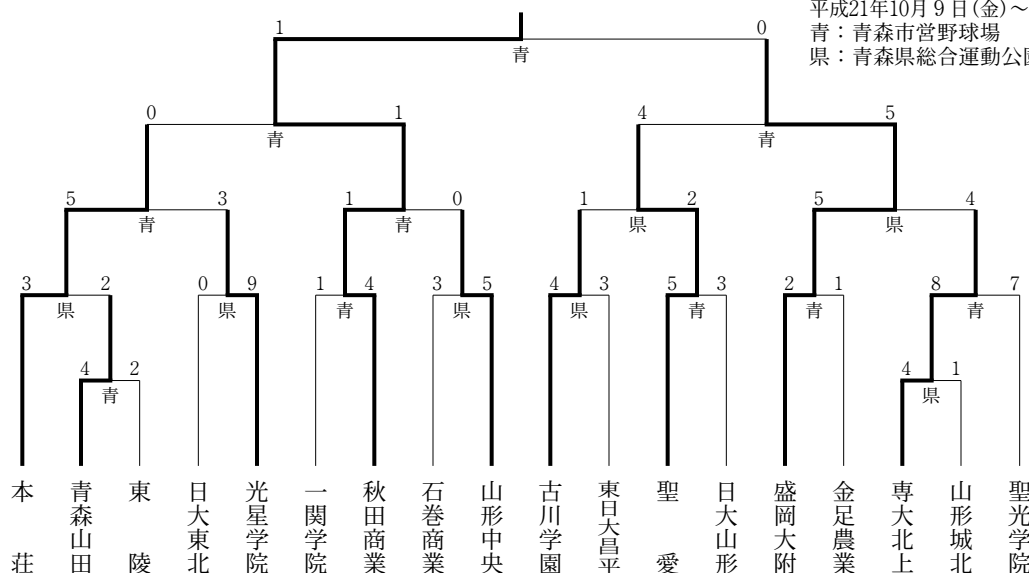 平成21年10月9日(金)～
青：青森市営野球場
県：青森県総合運動公園
1 0
青
0 1 4 5
青 青
5 3 1 0 1 2 5 4
青 青 県 県
3 2 0 9 1 4 3 5 4 3 5 3 2 1 8 7
県 県 青 県 県 青 青 青
4 2 4 1
青 県
本荘
青森山田
東陵
日大東北
光星学院
一関学院
秋田商業
石巻商業
山形中央
古川学園
東日大昌平
聖愛
日大山形
盛岡大附
金足農業
専大北上
山形城北
聖光学院